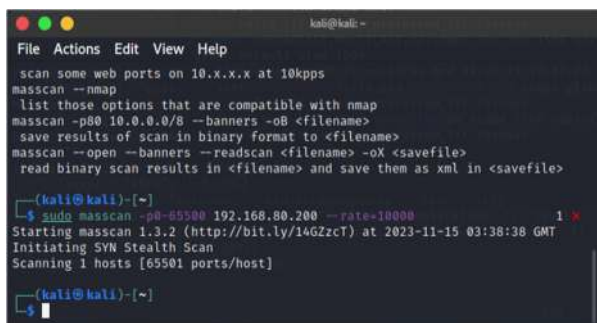 kali@kali: ~
File Actions Edit View Help
scan some web ports on 10.x.x.x at 10kpps
masscan --nmap
list those options that are compatible with nmap
masscan -p80 10.0.0.0/8 --banners -oB <filename>
save results of scan in binary format to <filename>
masscan --open --banners --readscan <filename> -oX <savefile>
read binary scan results in <filename> and save them as xml in <savefile>
┌──(kali㉿kali)-[~]
└─$ sudo masscan -p0-65500 192.168.80.200 --rate=10000 1 ⨯
Starting masscan 1.3.2 (http://bit.ly/14GZzcT) at 2023-11-15 03:38:38 GMT
Initiating SYN Stealth Scan
Scanning 1 hosts [65501 ports/host]
┌──(kali㉿kali)-[~]
└─$